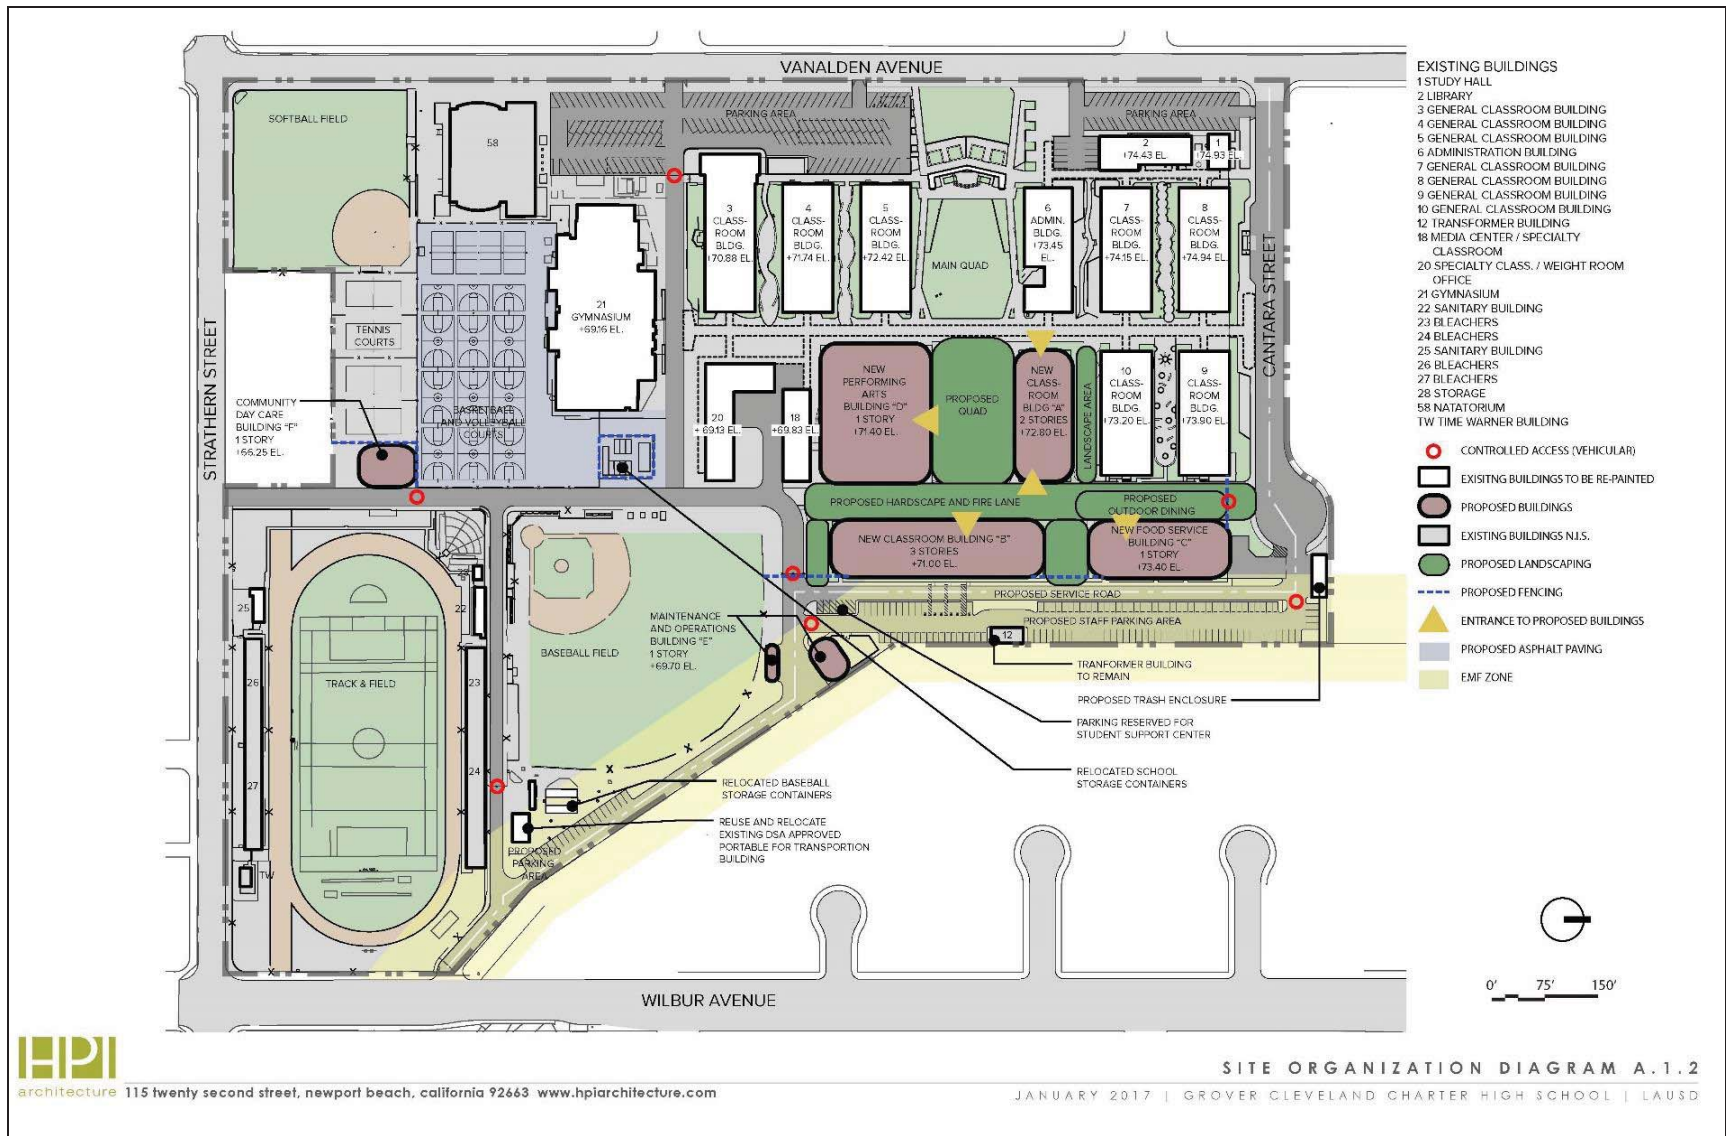 VANALDEN AVENUE
SOFTBALL FIELD
58
PARKING AREA
PARKING AREA
2
+74.43 EL.
1
+74.93 EL.
3
CLASS-
ROOM
BLDG.
+70.88 EL.
4
CLASS-
ROOM
BLDG.
+71.74 EL.
5
CLASS-
ROOM
BLDG.
+72.42 EL.
MAIN QUAD
6
ADMIN.
BLDG.
+73.45
EL.
7
CLASS-
ROOM
BLDG.
+74.15 EL.
8
CLASS-
ROOM
BLDG.
+74.94 EL.
CANTARA STREET
STRATHERN STREET
TENNIS
COURTS
21
GYMNASIUM
+69.16 EL.
BASKETBALL
AND VOLLEYBALL
COURTS
COMMUNITY
DAY CARE
BUILDING "F"
1 STORY
+66.25 EL.
20
+ 69.13 EL.
18
+69.83 EL.
NEW
PERFORMING
ARTS
BUILDING "D"
1 STORY
+71.40 EL.
PROPOSED
QUAD
NEW
CLASS-
ROOM
BLDG "A"
2 STORIES
+72.80 EL.
LANDSCAPE AREA
10
CLASS-
ROOM
BLDG.
+73.20 EL.
9
CLASS-
ROOM
BLDG.
+73.90 EL.
PROPOSED HARDSCAPE AND FIRE LANE
PROPOSED
OUTDOOR DINING
NEW CLASSROOM BUILDING "B"
3 STORIES
+71.00 EL.
NEW FOOD SERVICE
BUILDING "C"
1 STORY
+73.40 EL.
PROPOSED SERVICE ROAD
PROPOSED STAFF PARKING AREA
12
25
22
26
23
27
24
TW
TRACK & FIELD
BASEBALL FIELD
MAINTENANCE
AND OPERATIONS
BUILDING "E"
1 STORY
+69.70 EL.
TRANFORMER BUILDING
TO REMAIN
PROPOSED TRASH ENCLOSURE
PARKING RESERVED FOR
STUDENT SUPPORT CENTER
RELOCATED SCHOOL
STORAGE CONTAINERS
RELOCATED BASEBALL
STORAGE CONTAINERS
REUSE AND RELOCATE
EXISTING DSA APPROVED
PORTABLE FOR TRANSPORTION
BUILDING
PROPOSED
PARKING
AREA
WILBUR AVENUE
EXISTING BUILDINGS
1 STUDY HALL
2 LIBRARY
3 GENERAL CLASSROOM BUILDING
4 GENERAL CLASSROOM BUILDING
5 GENERAL CLASSROOM BUILDING
6 ADMINISTRATION BUILDING
7 GENERAL CLASSROOM BUILDING
8 GENERAL CLASSROOM BUILDING
9 GENERAL CLASSROOM BUILDING
10 GENERAL CLASSROOM BUILDING
12 TRANSFORMER BUILDING
18 MEDIA CENTER / SPECIALTY
CLASSROOM
20 SPECIALTY CLASS. / WEIGHT ROOM
OFFICE
21 GYMNASIUM
22 SANITARY BUILDING
23 BLEACHERS
24 BLEACHERS
25 SANITARY BUILDING
26 BLEACHERS
27 BLEACHERS
28 STORAGE
58 NATATORIUM
TW TIME WARNER BUILDING
CONTROLLED ACCESS (VEHICULAR)
EXISITNG BUILDINGS TO BE RE-PAINTED
PROPOSED BUILDINGS
EXISTING BUILDINGS N.I.S.
PROPOSED LANDSCAPING
PROPOSED FENCING
ENTRANCE TO PROPOSED BUILDINGS
PROPOSED ASPHALT PAVING
EMF ZONE
0' 75' 150'
HPI
architecture
115 twenty second street, newport beach, california 92663 www.hpiarchitecture.com
SITE ORGANIZATION DIAGRAM A.1.2
JANUARY 2017 | GROVER CLEVELAND CHARTER HIGH SCHOOL | LAUSD